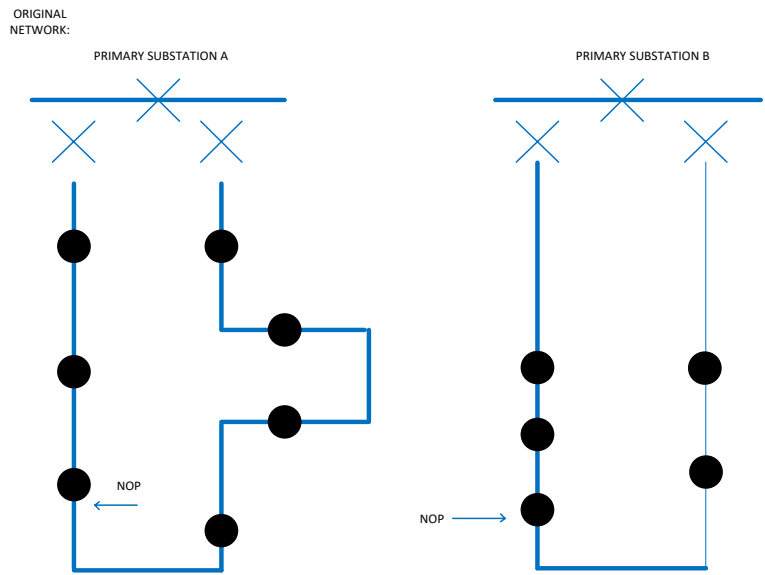 ORIGINAL
NETWORK:
PRIMARY SUBSTATION A
PRIMARY SUBSTATION B
NOP
NOP